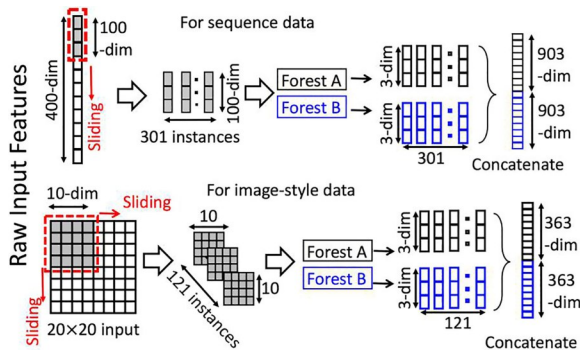 Raw Input Features
For sequence data
400-dim
100
-dim
Sliding
100-dim
301 instances
Forest A
Forest B
3-dim
3-dim
301
903
-dim
903
-dim
Concatenate
For image-style data
10-dim
Sliding
Sliding
20×20 input
10
10
121 instances
Forest A
Forest B
3-dim
3-dim
121
363
-dim
363
-dim
Concatenate